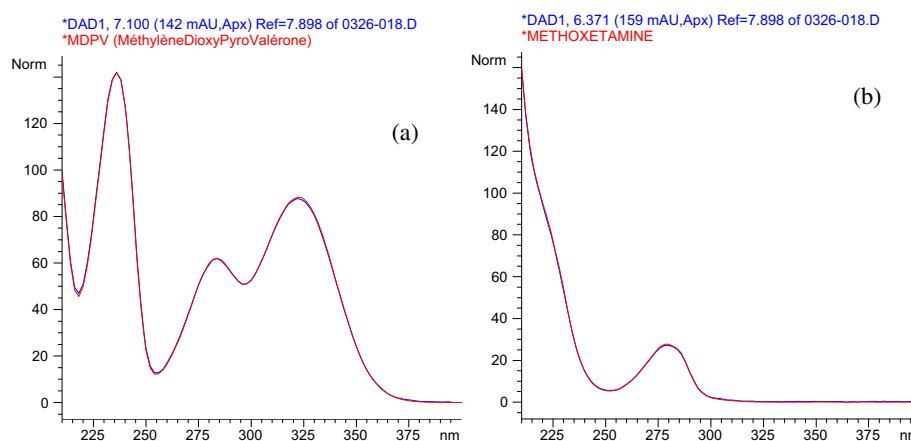 *DAD1, 7.100 (142 mAU,Apx) Ref=7.898 of 0326-018.D
*MDPV (MéthylèneDioxyPyroValérone)
Norm
120
100
80
60
40
20
0
225 250 275 300 325 350 375 nm
(a)
*DAD1, 6.371 (159 mAU,Apx) Ref=7.898 of 0326-018.D
*METHOXETAMINE
Norm
140
120
100
80
60
40
20
0
225 250 275 300 325 350 375 nm
(b)